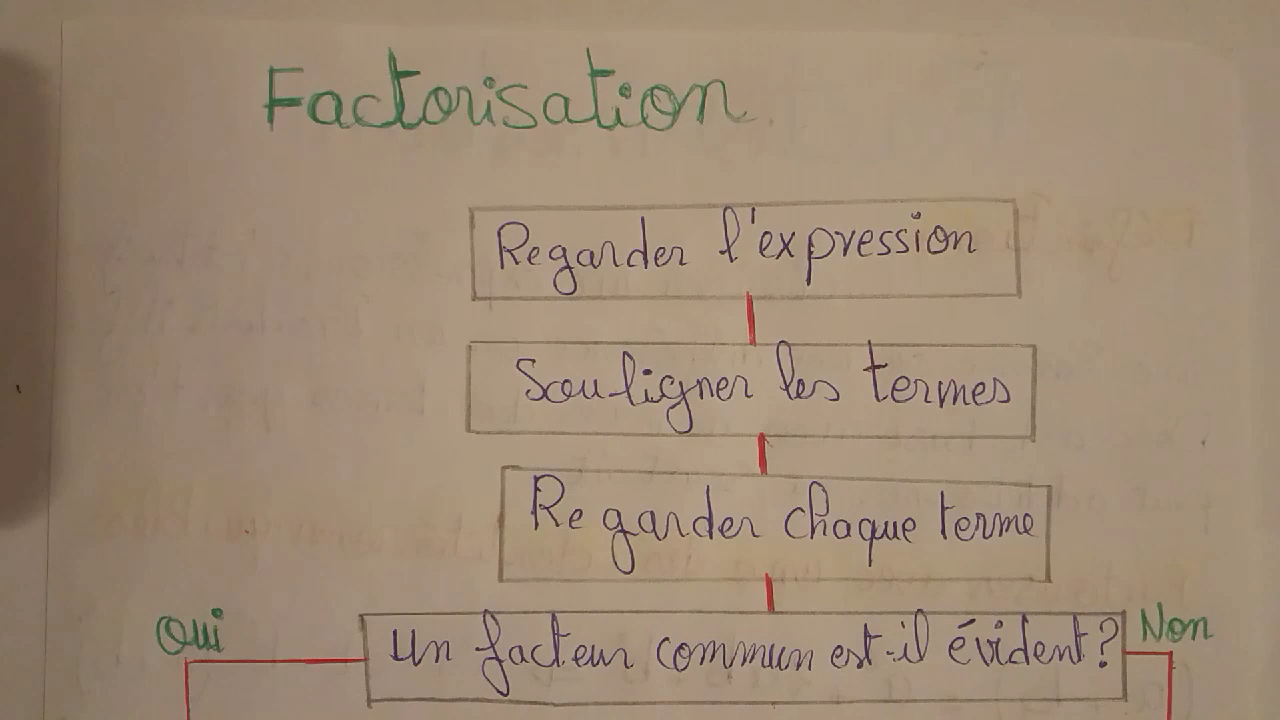 Factorisation
Regarder l'expression
Souligner les termes
Regarder chaque terme
Oui
Un facteur commun est-il évident?
Non